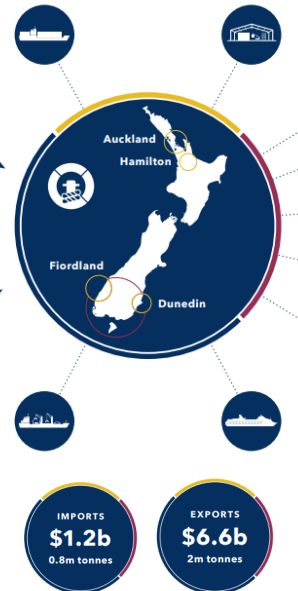 Auckland
Hamilton
Fiordland
Dunedin
IMPORTS
$1.2b
0.8m tonnes
EXPORTS
$6.6b
2m tonnes